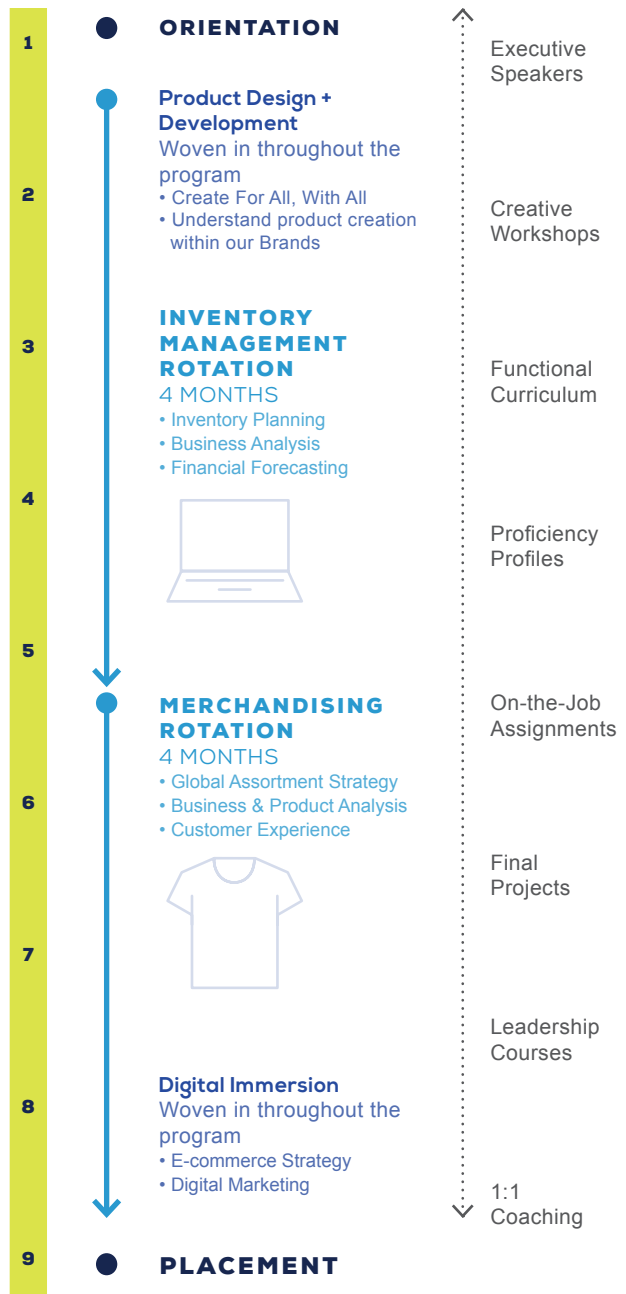 1
ORIENTATION
Product Design +
Development
Woven in throughout the
program
• Create For All, With All
• Understand product creation
within our Brands
2
INVENTORY
MANAGEMENT
ROTATION
4 MONTHS
• Inventory Planning
• Business Analysis
• Financial Forecasting
3
4
5
MERCHANDISING
ROTATION
4 MONTHS
• Global Assortment Strategy
• Business & Product Analysis
• Customer Experience
6
7
Digital Immersion
Woven in throughout the
program
• E-commerce Strategy
• Digital Marketing
8
9
PLACEMENT
Executive
Speakers
Creative
Workshops
Functional
Curriculum
Proficiency
Profiles
On-the-Job
Assignments
Final
Projects
Leadership
Courses
1:1
Coaching